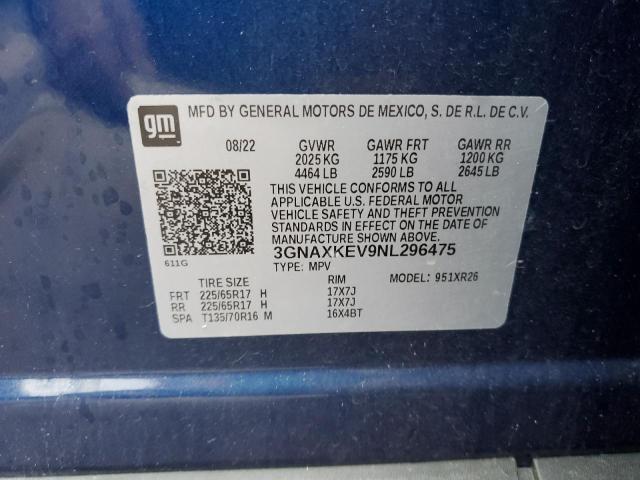 gm
MFD BY GENERAL MOTORS DE MEXICO, S. DE R.L. DE C.V.
08/22 GVWR GAWR FRT GAWR RR
2025 KG 1175 KG 1200 KG
4464 LB 2590 LB 2645 LB
THIS VEHICLE CONFORMS TO ALL
APPLICABLE U.S. FEDERAL MOTOR
VEHICLE SAFETY AND THEFT PREVENTION
STANDARDS IN EFFECT ON THE DATE OF
MANUFACTURE SHOWN ABOVE.
3GNAXKEV9NL296475
611G
TYPE: MPV MODEL: 951XR26
TIRE SIZE RIM
FRT 225/65R17 H 17X7J
RR 225/65R17 H 17X7J
SPA T135/70R16 M 16X4BT